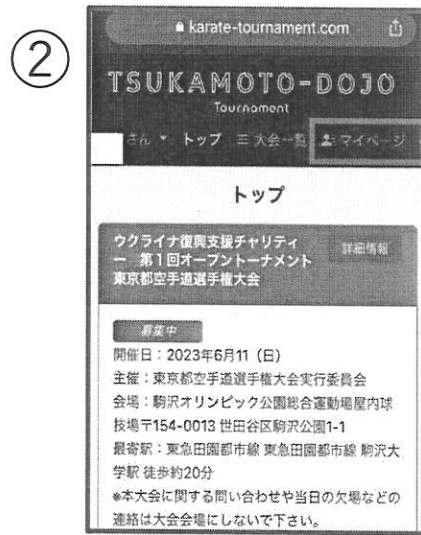 ②
karate-tournament.com
TSUKAMOTO-DOJO
Tournament
さん トップ 大会一覧 マイページ
トップ
ウクライナ復興支援チャリティ
ー 第1回オープントーナメント
東京都空手道選手権大会
詳細情報
募集中
開催日：2023年6月11（日）
主催：東京都空手道選手権大会実行委員会
会場：駒沢オリンピック公園総合運動場屋内球
技場〒154-0013 世田谷区駒沢公園1-1
最寄駅：東急田園都市線 東急田園都市線 駒沢大
学駅 徒歩約20分
※本大会に関する問い合わせや当日の欠場などの
連絡は大会会場にしないで下さい。